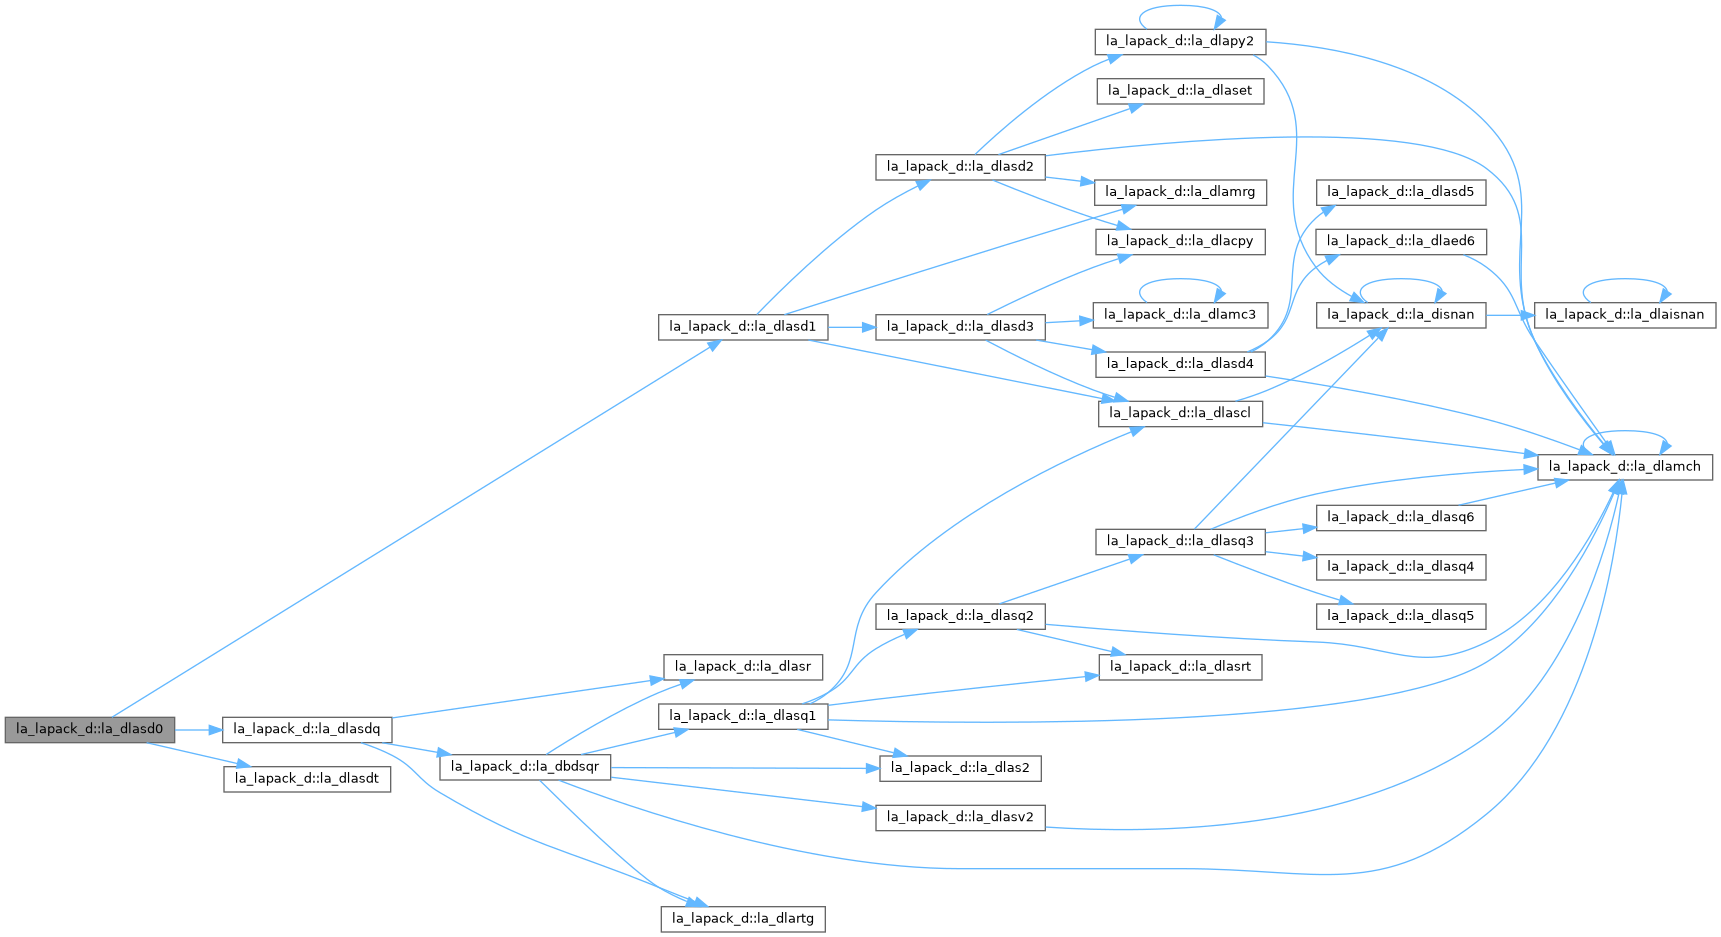 la_lapack_d::la_dlapy2
la_lapack_d::la_dlaset
la_lapack_d::la_dlasd2
la_lapack_d::la_dlamrg
la_lapack_d::la_dlasd5
la_lapack_d::la_dlacpy
la_lapack_d::la_dlaed6
la_lapack_d::la_dlasd1
la_lapack_d::la_dlasd3
la_lapack_d::la_dlamc3
la_lapack_d::la_disnan
la_lapack_d::la_dlaisnan
la_lapack_d::la_dlasd4
la_lapack_d::la_dlascl
la_lapack_d::la_dlamch
la_lapack_d::la_dlasq6
la_lapack_d::la_dlasq3
la_lapack_d::la_dlasq4
la_lapack_d::la_dlasq2
la_lapack_d::la_dlasq5
la_lapack_d::la_dlasr
la_lapack_d::la_dlasrt
la_lapack_d::la_dlasd0
la_lapack_d::la_dlasdq
la_lapack_d::la_dlasq1
la_lapack_d::la_dlasdt
la_lapack_d::la_dbdsqr
la_lapack_d::la_dlas2
la_lapack_d::la_dlasv2
la_lapack_d::la_dlartg